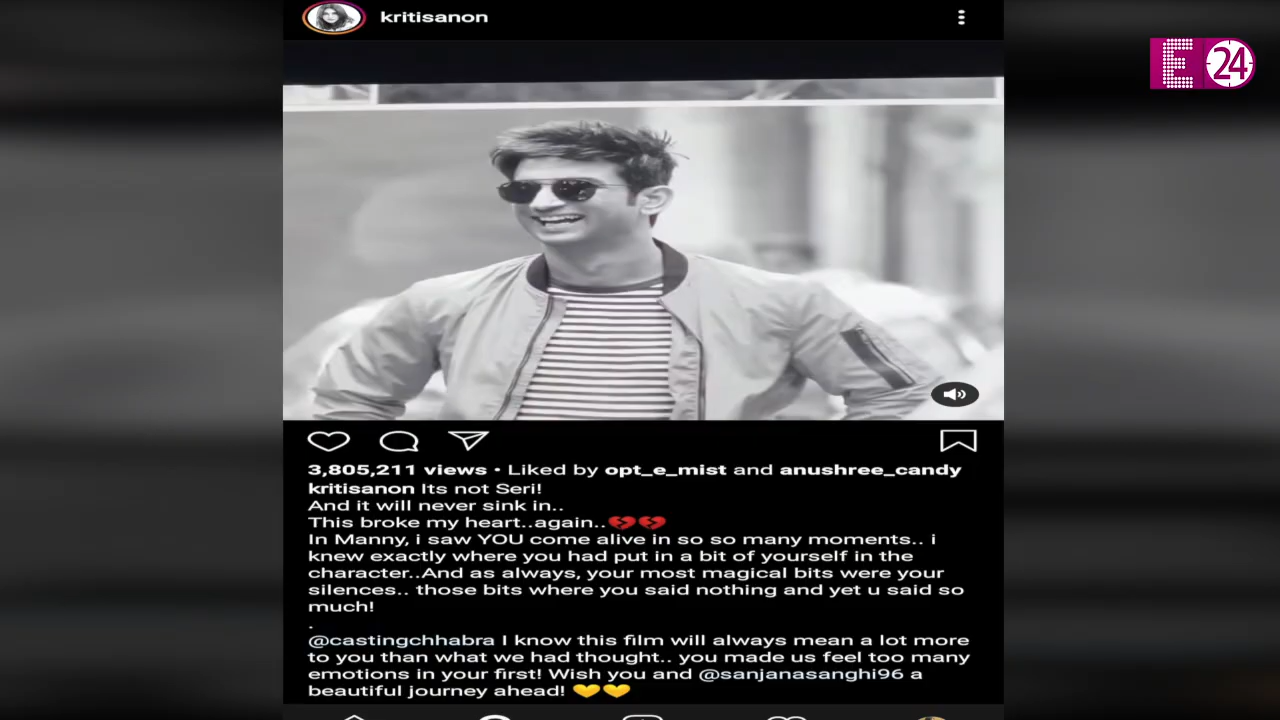 kritisanon
E 24
3,805,211 views • Liked by opt_e_mist and anushree_candy
kritisanon Its not Seri!
And it will never sink in..
This broke my heart..again..💔💔
In Manny, i saw YOU come alive in so so many moments.. i
knew exactly where you had put in a bit of yourself in the
character..And as always, your most magical bits were your
silences.. those bits where you said nothing and yet u said so
much!
.
@castingchhabra I know this film will always mean a lot more
to you than what we had thought.. you made us feel too many
emotions in your first! Wish you and @sanjanasanghi96 a
beautiful journey ahead! 💛💛